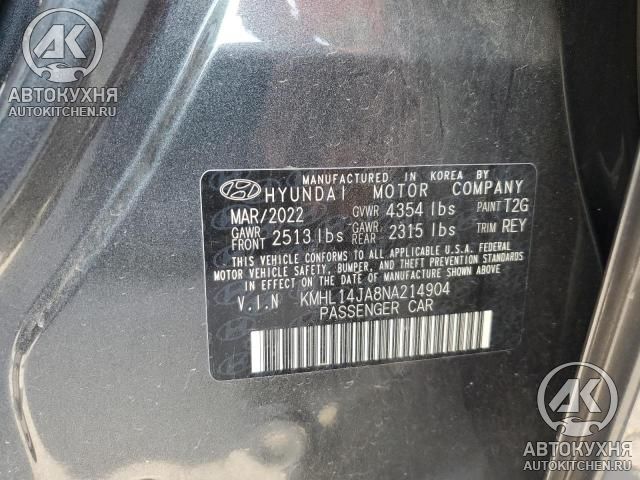 АК
АВТОКУХНЯ
AUTOKITCHEN.RU
MANUFACTURED IN KOREA BY
HYUNDAI MOTOR COMPANY
MAR/2022 GVWR 4354 lbs PAINT T2G
GAWR FRONT 2513 lbs GAWR REAR 2315 lbs TRIM REY
THIS VEHICLE CONFORMS TO ALL APPLICABLE U.S.A. FEDERAL
MOTOR VEHICLE SAFETY, BUMPER, AND THEFT PREVENTION STANDARDS
IN EFFECT ON THE DATE OF MANUFACTURE SHOWN ABOVE.
V.I.N KMHL14JA8NA214904
PASSENGER CAR
АК
АВТОКУХНЯ
AUTOKITCHEN.RU